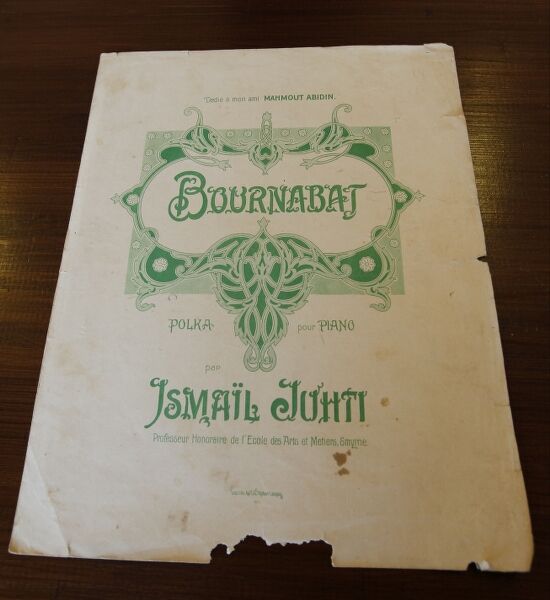 Dédié à mon ami MAHMOUT ABIDIN.
BOURNABAT
POLKA pour PIANO
par
ISMAÏL JUHTI
Professeur Honoraire de l'Ecole des Arts et Metiers, Smyrne.